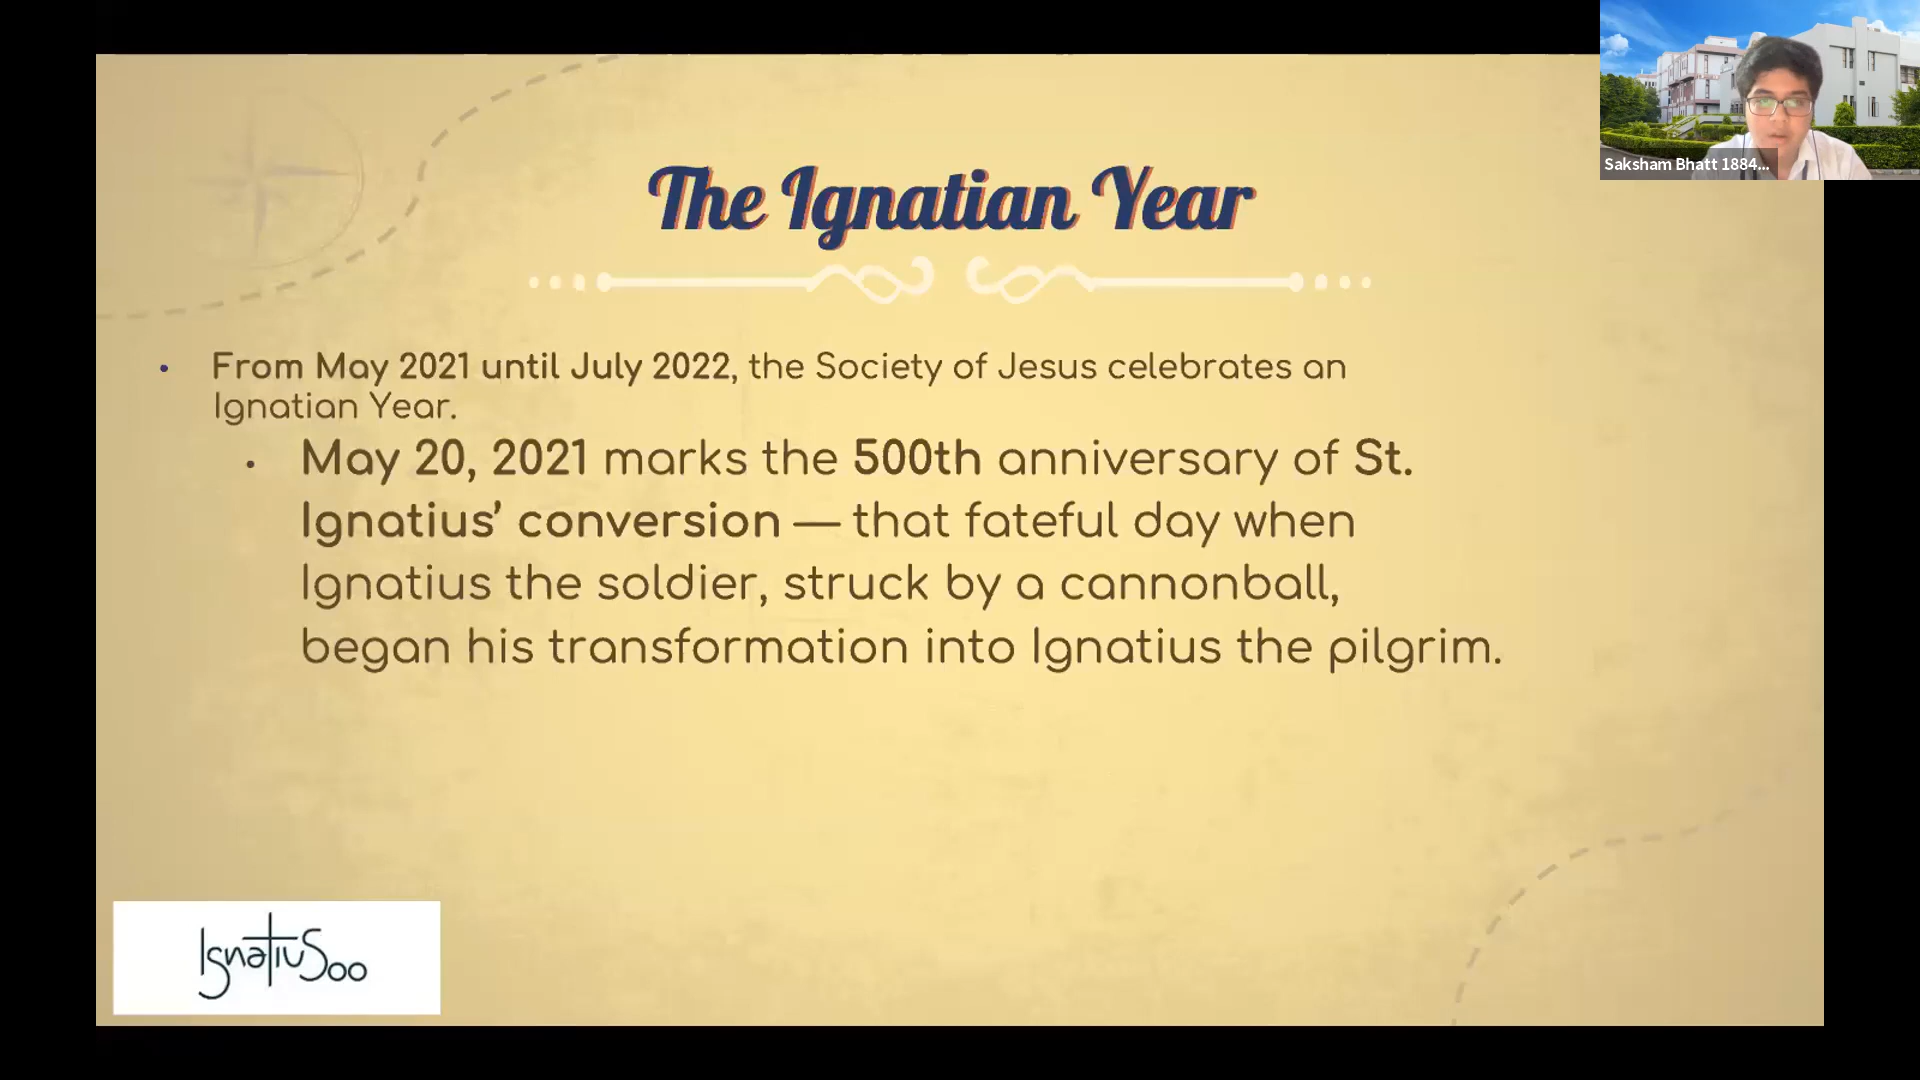 Saksham Bhatt 1884...
The Ignatian Year
• From May 2021 until July 2022, the Society of Jesus celebrates an
Ignatian Year.
• May 20, 2021 marks the 500th anniversary of St.
Ignatius’ conversion — that fateful day when
Ignatius the soldier, struck by a cannonball,
began his transformation into Ignatius the pilgrim.
IgnatiuS00